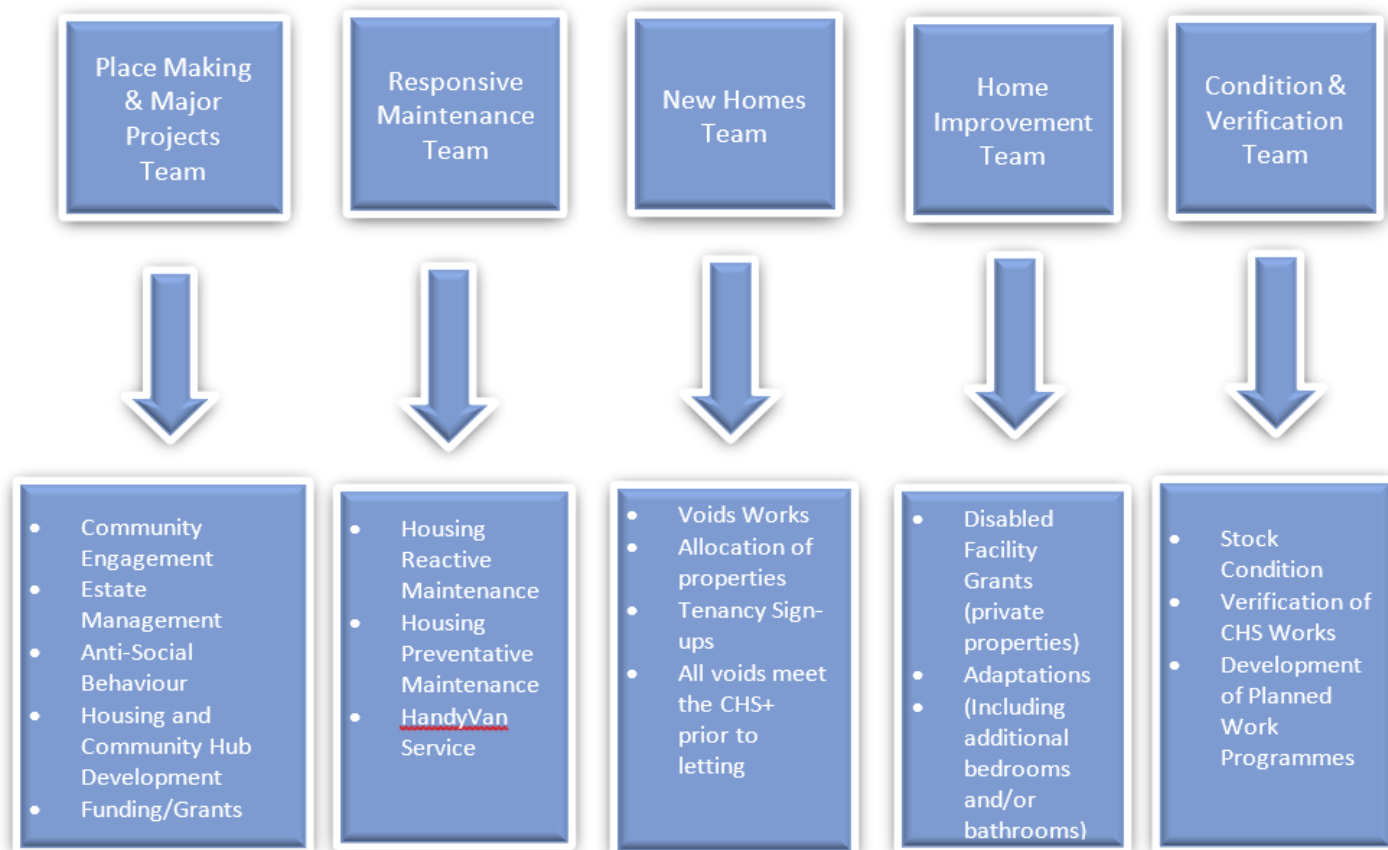 Place Making
& Major
Projects
Team
Responsive
Maintenance
Team
New Homes
Team
Home
Improvement
Team
Condition &
Verification
Team
• Community
Engagement
• Estate
Management
• Anti-Social
Behaviour
• Housing and
Community Hub
Development
• Funding/Grants
• Housing
Reactive
Maintenance
• Housing
Preventative
Maintenance
• HandyVan
Service
• Voids Works
• Allocation of
properties
• Tenancy Sign-
ups
• All voids meet
the CHS+
prior to
letting
• Disabled
Facility
Grants
(private
properties)
• Adaptations
• (Including
additional
bedrooms
and/or
bathrooms)
• Stock
Condition
• Verification of
CHS Works
• Development
of Planned
Work
Programmes